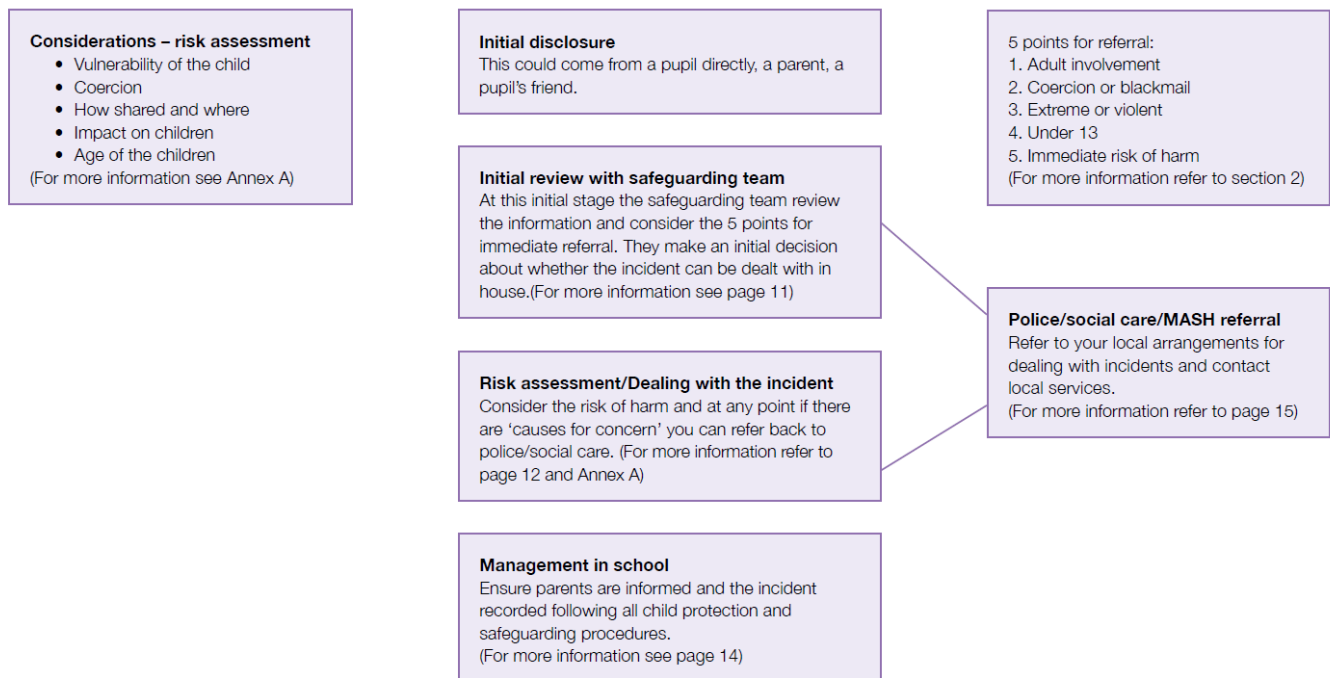 Considerations – risk assessment
• Vulnerability of the child
• Coercion
• How shared and where
• Impact on children
• Age of the children
(For more information see Annex A)
Initial disclosure
This could come from a pupil directly, a parent, a
pupil's friend.
Initial review with safeguarding team
At this initial stage the safeguarding team review
the information and consider the 5 points for
immediate referral. They make an initial decision
about whether the incident can be dealt with in
house.(For more information see page 11)
Risk assessment/Dealing with the incident
Consider the risk of harm and at any point if there
are ‘causes for concern’ you can refer back to
police/social care. (For more information refer to
page 12 and Annex A)
Management in school
Ensure parents are informed and the incident
recorded following all child protection and
safeguarding procedures.
(For more information see page 14)
5 points for referral:
1. Adult involvement
2. Coercion or blackmail
3. Extreme or violent
4. Under 13
5. Immediate risk of harm
(For more information refer to section 2)
Police/social care/MASH referral
Refer to your local arrangements for
dealing with incidents and contact
local services.
(For more information refer to page 15)